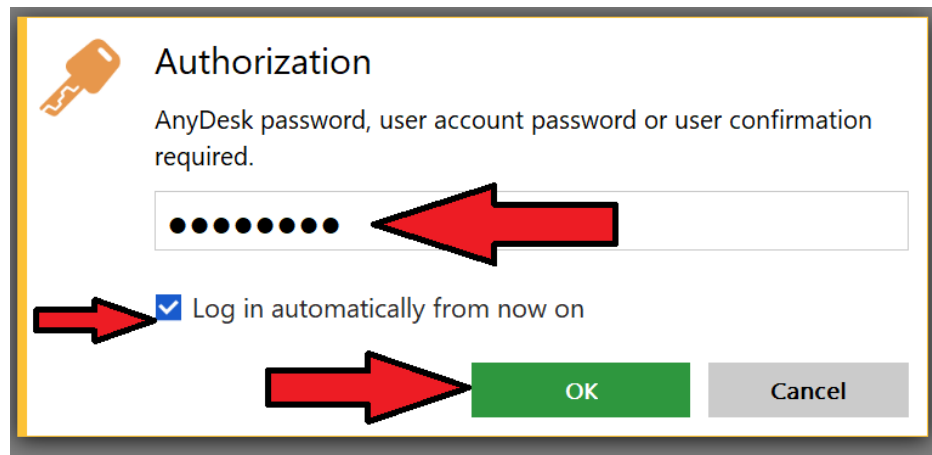 Authorization
AnyDesk password, user account password or user confirmation
required.
●●●●●●●●
Log in automatically from now on
OK
Cancel